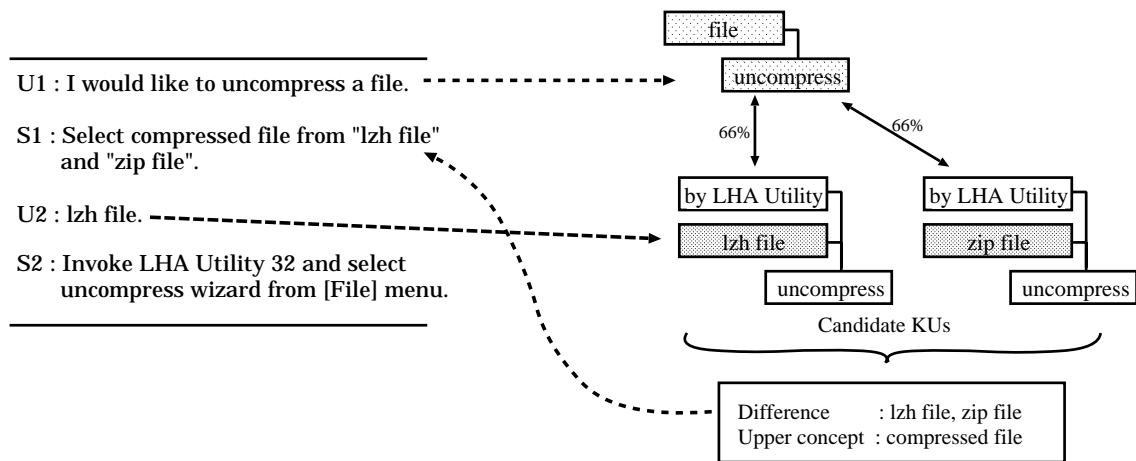 U1 : I would like to uncompress a file.
S1 : Select compressed file from "lzh file"
and "zip file".
U2 : lzh file.
S2 : Invoke LHA Utility 32 and select
uncompress wizard from [File] menu.
file
uncompress
66%
66%
by LHA Utility
lzh file
uncompress
by LHA Utility
zip file
uncompress
Candidate KUs
Difference : lzh file, zip file
Upper concept : compressed file